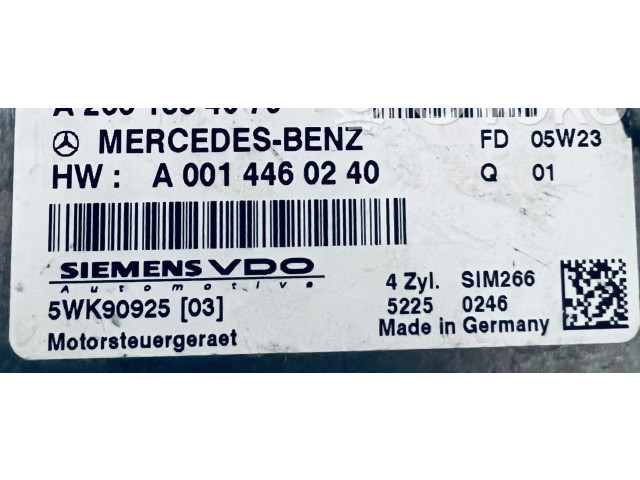 MERCEDES-BENZ FD 05W23
HW : A 001 446 02 40 Q 01
SIEMENS VDO
Automotive
4 Zyl. SIM266
5WK90925 [03] 5225 0246
Motorsteuergeraet Made in Germany